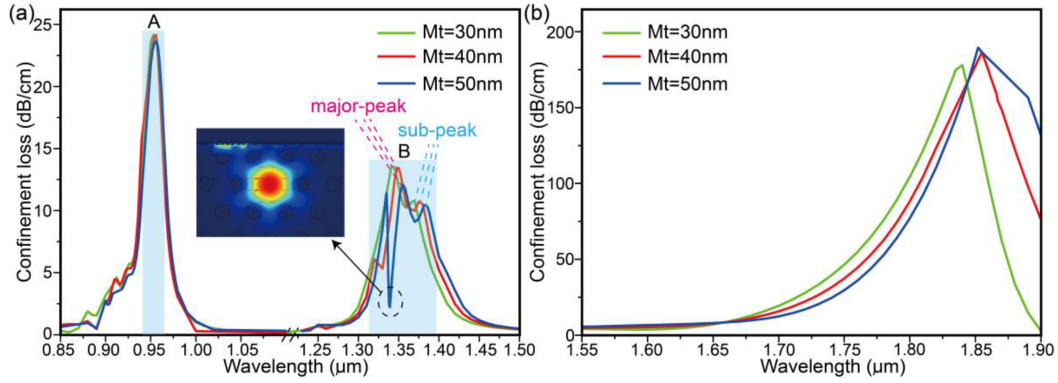 (a)
25
20
15
10
5
0
Confinement loss (dB/cm)
A
Mt=30nm
Mt=40nm
Mt=50nm
major-peak
sub-peak
B
0.85 0.90 0.95 1.00 1.05 1.25 1.35 1.40 1.45 1.50
Wavelength (μm)
(b)
200
150
100
50
0
Confinement loss (dB/cm)
Mt=30nm
Mt=40nm
Mt=50nm
1.55 1.60 1.65 1.70 1.75 1.80 1.85 1.90
Wavelength (μm)